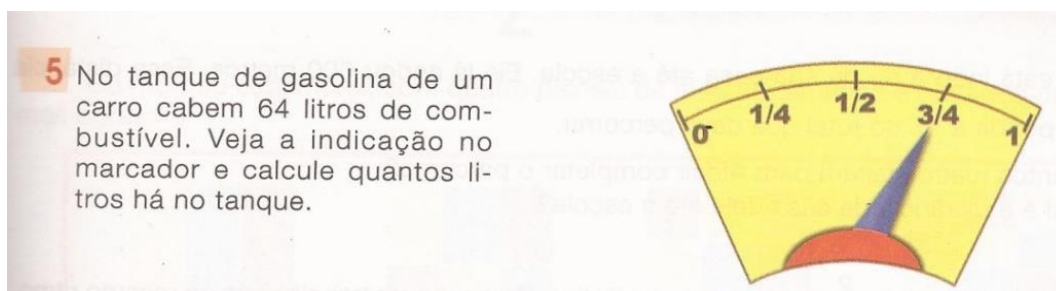 5 No tanque de gasolina de um
carro cabem 64 litros de com-
bustível. Veja a indicação no
marcador e calcule quantos li-
tros há no tanque.
0 1/4 1/2 3/4 1